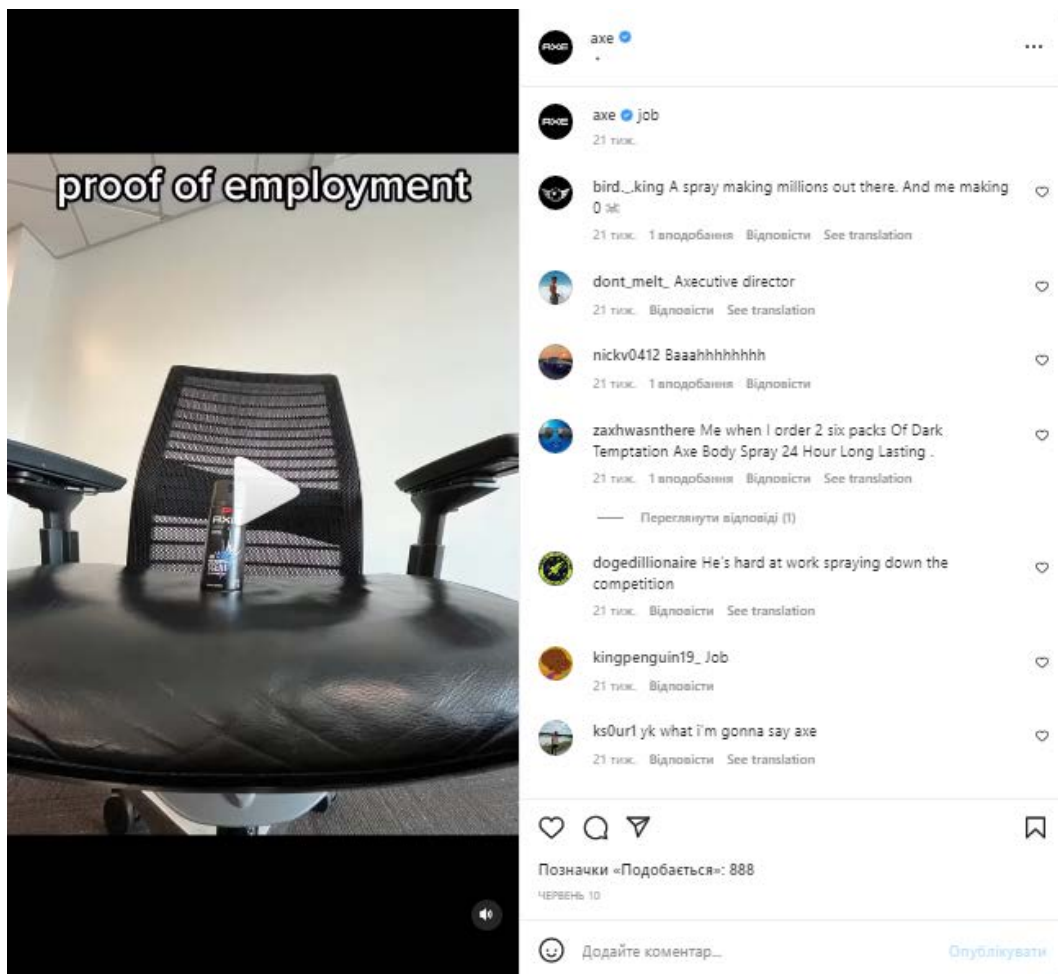 proof of employment
AXE
AXE
axe
AXE
axe job
21 тиж.
bird._.king A spray making millions out there. And me making
0
21 тиж. 1 вподобання Відповісти See translation
dont_melt_ Axecutive director
21 тиж. Відповісти See translation
nickv0412 Baaahhhhhhhh
21 тиж. 1 вподобання Відповісти
zaxhwasnthere Me when I order 2 six packs Of Dark
Temptation Axe Body Spray 24 Hour Long Lasting .
21 тиж. 1 вподобання Відповісти See translation
Переглянути відповіді (1)
dogedillionaire He's hard at work spraying down the
competition
21 тиж. Відповісти See translation
kingpenguin19_ Job
21 тиж. Відповісти
ks0ur1 yk what i'm gonna say axe
21 тиж. Відповісти See translation
Позначки «Подобається»: 888
ЧЕРВЕНЬ 10
Додайте коментар...
Опублікувати